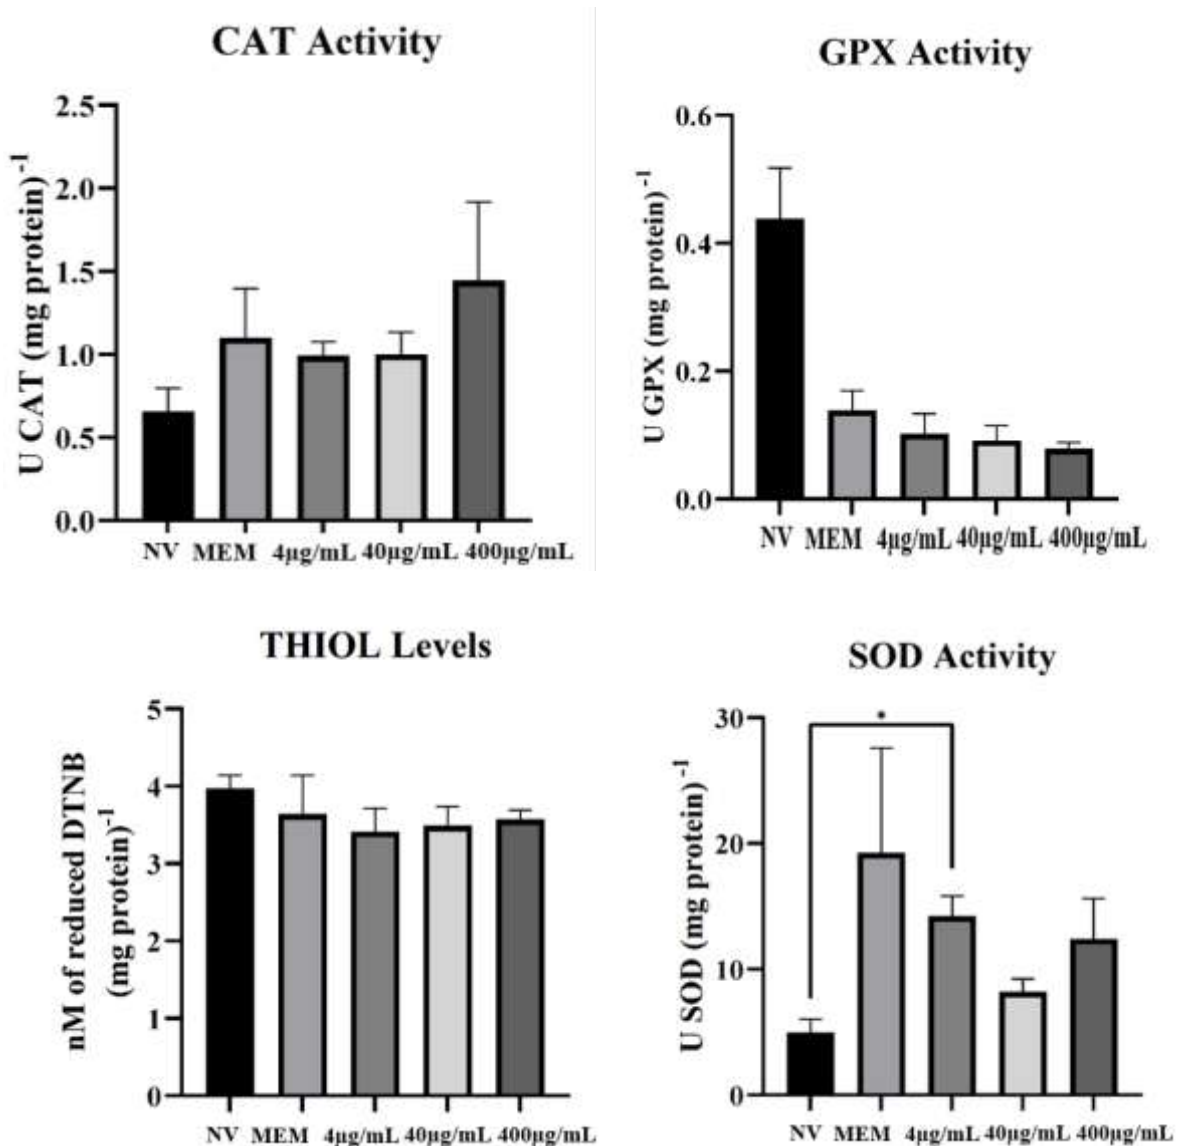 CAT Activity
U CAT (mg protein)-1
2.5
2.0
1.5
1.0
0.5
0.0
NV MEM 4µg/mL 40µg/mL 400µg/mL
GPX Activity
U GPX (mg protein)-1
0.6
0.4
0.2
0.0
NV MEM 4µg/mL 40µg/mL 400µg/mL
THIOL Levels
nM of reduced DTNB
(mg protein)-1
5
4
3
2
1
0
NV MEM 4µg/mL 40µg/mL 400µg/mL
SOD Activity
U SOD (mg protein)-1
*
30
20
10
0
NV MEM 4µg/mL 40µg/mL 400µg/mL